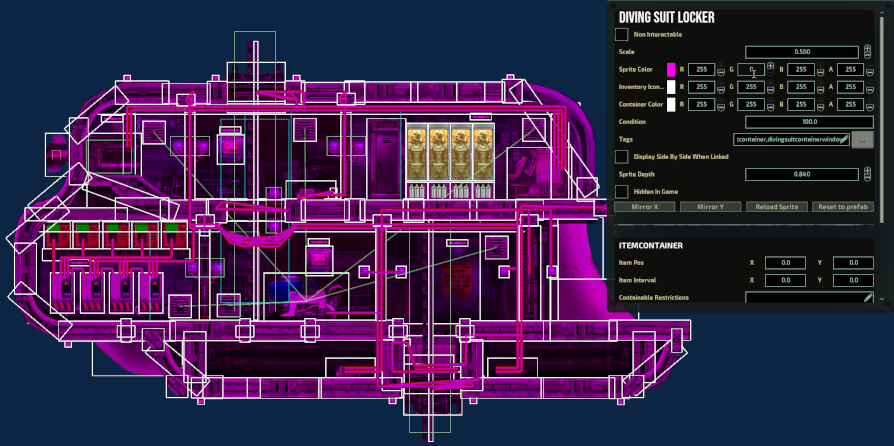 DIVING SUIT LOCKER
Non Interactable
Scale 0.500
Sprite Color R 255 G 0 B 255 A 255
Inventory Icon... R 255 G 255 B 255 A 255
Container Color R 255 G 255 B 255 A 255
Condition 100.0
Tags container,divingsuitcontainerwindow ...
Display Side By Side When Linked
Sprite Depth 0.840
Hidden In Game
Mirror X Mirror Y Reload Sprite Reset to prefab
ITEMCONTAINER
Item Pos X 0.0 Y 0.0
Item Interval X 0.0 Y 0.0
Containable Restrictions